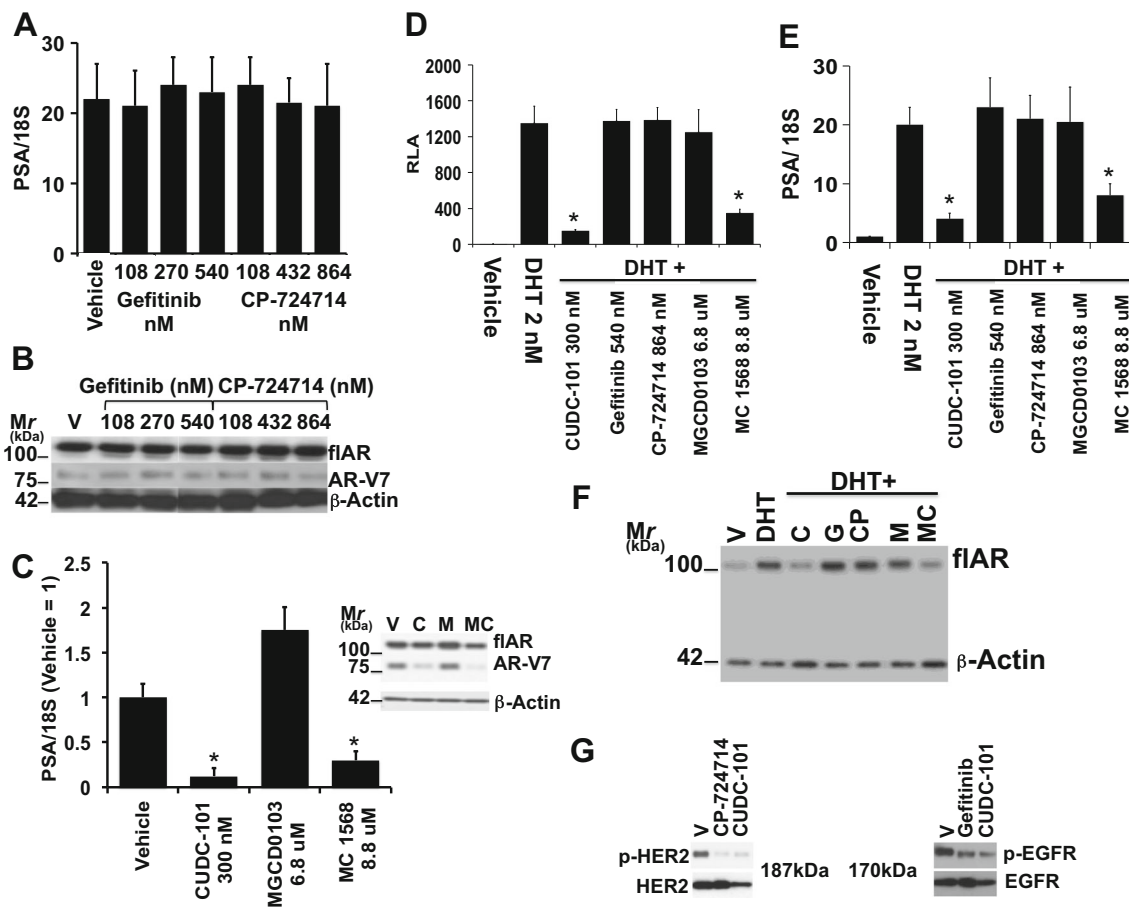 A
PSA/18S
30
20
10
0
Vehicle
108 270 540 108 432 864
Gefitinib nM
CP-724714 nM
B
Gefitinib (nM) CP-724714 (nM)
Mr (kDa)
V 108 270 540 108 432 864
100
flAR
75
AR-V7
42
β-Actin
C
PSA/18S (Vehicle = 1)
2.5
2
1.5
1
0.5
0
*
*
Vehicle
CUDC-101 300 nM
MGCD0103 6.8 uM
MC 1568 8.8 uM
Mr (kDa)
V C M MC
100
flAR
75
AR-V7
42
β-Actin
D
RLA
2000
1600
1200
800
400
0
*
*
Vehicle
DHT 2 nM
DHT +
CUDC-101 300 nM
Gefitinib 540 nM
CP-724714 864 nM
MGCD0103 6.8 uM
MC 1568 8.8 uM
E
PSA/ 18S
30
20
10
0
*
*
Vehicle
DHT 2 nM
DHT +
CUDC-101 300 nM
Gefitinib 540 nM
CP-724714 864 nM
MGCD0103 6.8 uM
MC 1568 8.8 uM
F
DHT+
Mr (kDa)
V DHT C G CP M MC
100
flAR
42
β-Actin
G
V CP-724714 CUDC-101
p-HER2
HER2
187kDa
170kDa
V Gefitinib CUDC-101
p-EGFR
EGFR